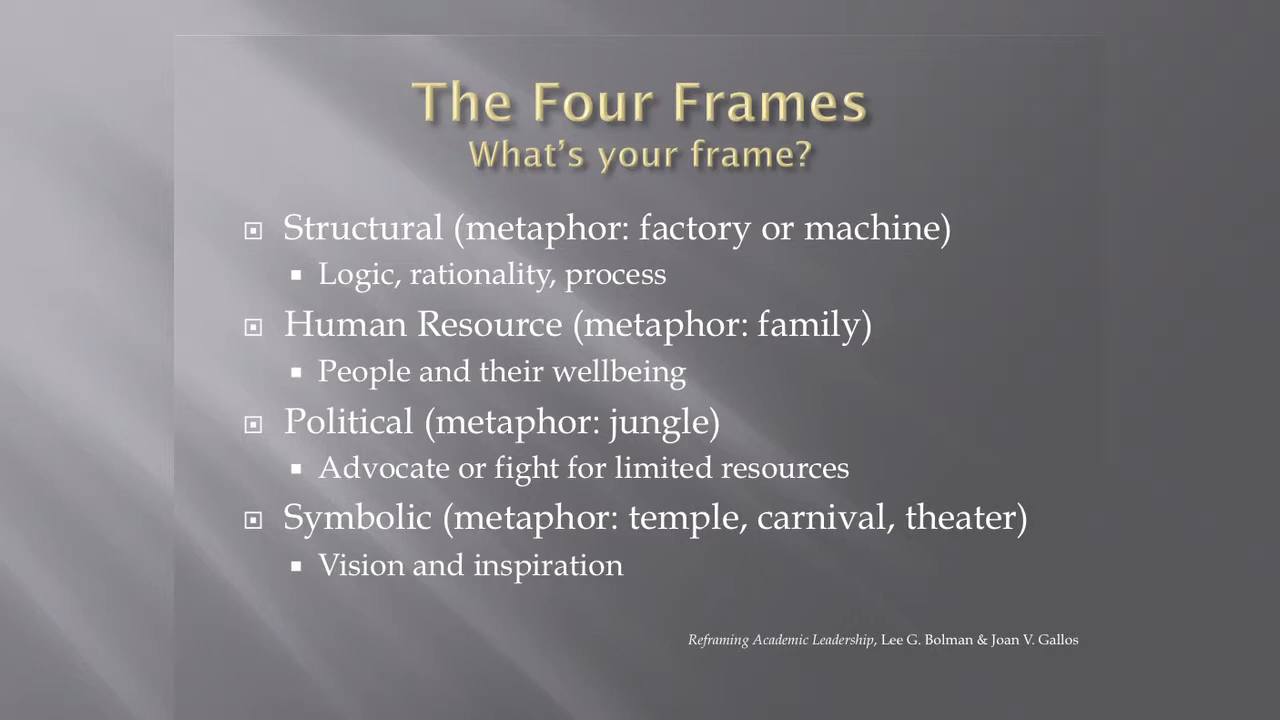 The Four Frames
What's your frame?
Structural (metaphor: factory or machine)
Logic, rationality, process
Human Resource (metaphor: family)
People and their wellbeing
Political (metaphor: jungle)
Advocate or fight for limited resources
Symbolic (metaphor: temple, carnival, theater)
Vision and inspiration
Reframing Academic Leadership, Lee G. Bolman & Joan V. Gallos